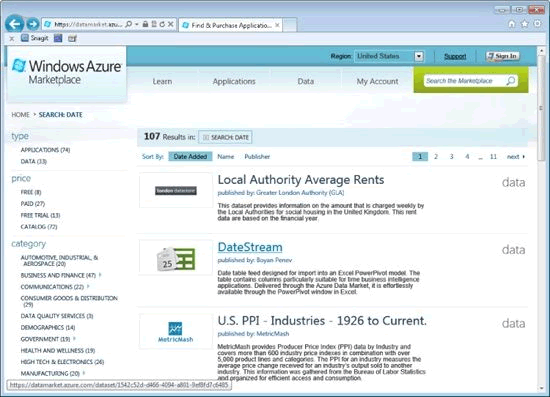 https://datamarket.azure...
Find & Purchase Applicatio...
Snagit
Region: United States
Support
Sign In
Windows Azure
Marketplace
Learn
Applications
Data
My Account
Search the Marketplace
HOME > SEARCH: DATE
type
APPLICATIONS (74)
DATA (33)
price
FREE (8)
PAID (27)
FREE TRIAL (13)
CATALOG (72)
category
AUTOMOTIVE, INDUSTRIAL, &
AEROSPACE (20)
BUSINESS AND FINANCE (47)
COMMUNICATIONS (22)
CONSUMER GOODS & DISTRIBUTION
(29)
DATA QUALITY SERVICES (3)
DEMOGRAPHICS (14)
GOVERNMENT (19)
HEALTH AND WELLNESS (19)
HIGH TECH & ELECTRONICS (26)
MANUFACTURING (20)
107 Results in:
SEARCH: DATE
Sort By: Date Added Name Publisher
1 2 3 4 ... 11 next
london datastore
Local Authority Average Rents
data
published by: Greater London Authority (GLA)
This dataset provides information on the amount that is charged weekly by
the Local Authorities for social housing in the United Kingdom. This rent
data are based on the financial year.
25
DateStream
data
published by: Boyan Penev
Date table feed designed for import into an Excel PowerPivot model. The
table contains columns particularly suitable for time business intelligence
applications. Delivered through the Azure Data Market, it is effortlessly
available through the PowerPivot window in Excel.
MetricMash
U.S. PPI - Industries - 1926 to Current.
data
published by: MetricMash
MetricMash provides Producer Price Index (PPI) data by Industry and
covers more than 600 industry price indexes in combination with over
5,000 product lines and categories. The PPI for an industry measures the
average price change received for an industry's output sold to another
industry. This information was gathered from the Bureau of Labor Statistics
and organized for efficient access and consumption.